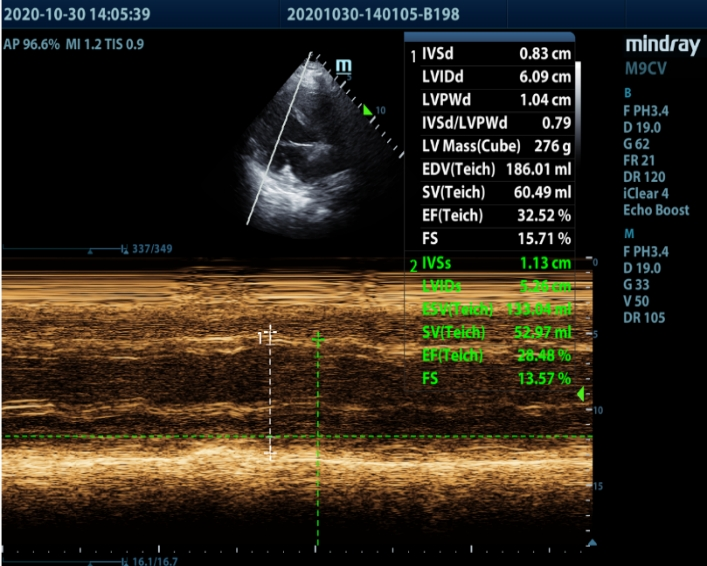 2020-10-30 14:05:39 20201030-140105-B198
AP 96.6% MI 1.2 TIS 0.9
mindray
M9CV
m
5
10
1 IVSd 0.83 cm
LVIDd 6.09 cm
LVPWd 1.04 cm
IVSd/LVPWd 0.79
LV Mass(Cube) 276 g
EDV(Teich) 186.01 ml
SV(Teich) 60.49 ml
EF(Teich) 32.52 %
FS 15.71 %
2 IVSs 1.13 cm
LVIDs 5.26 cm
ESV(Teich) 133.04 ml
SV(Teich) 52.97 ml
EF(Teich) 28.48 %
FS 13.57 %
B
F PH3.4
D 19.0
G 62
FR 21
DR 120
iClear 4
Echo Boost
M
F PH3.4
D 19.0
G 33
V 50
DR 105
337/349
0
5
10
15
1
16.1/16.7